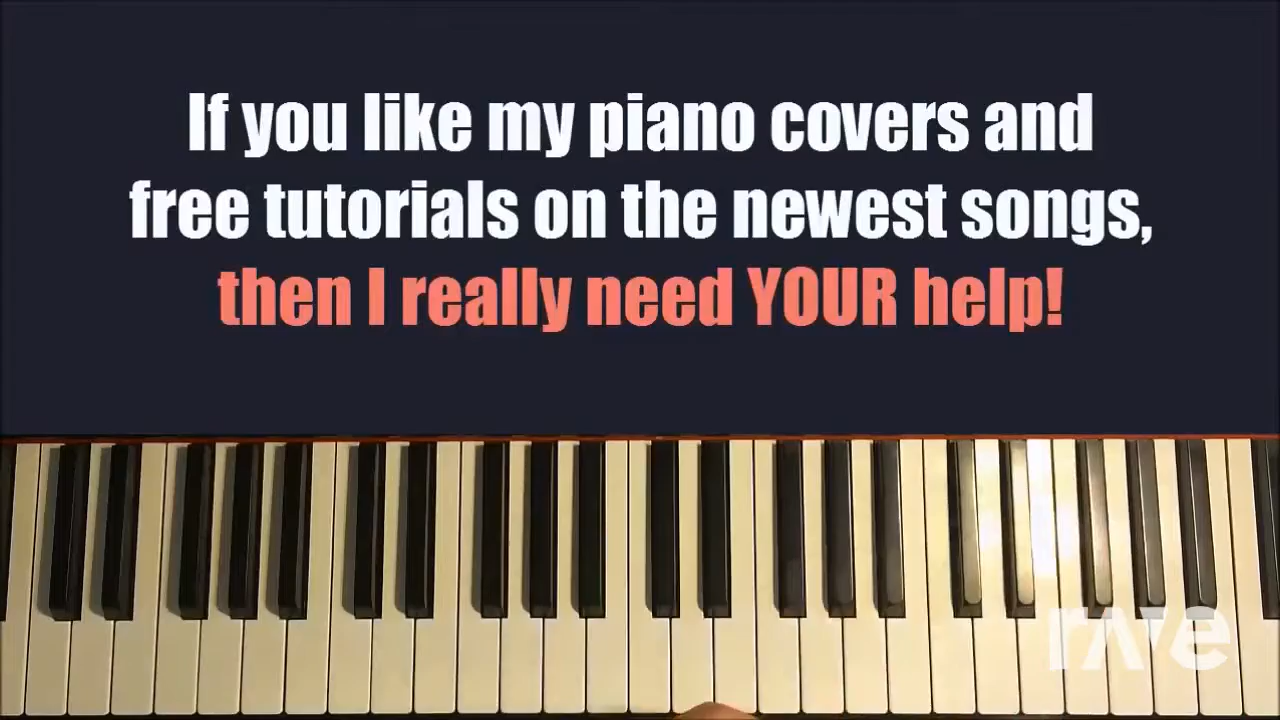 If you like my piano covers and
free tutorials on the newest songs,
then I really need YOUR help!
rave